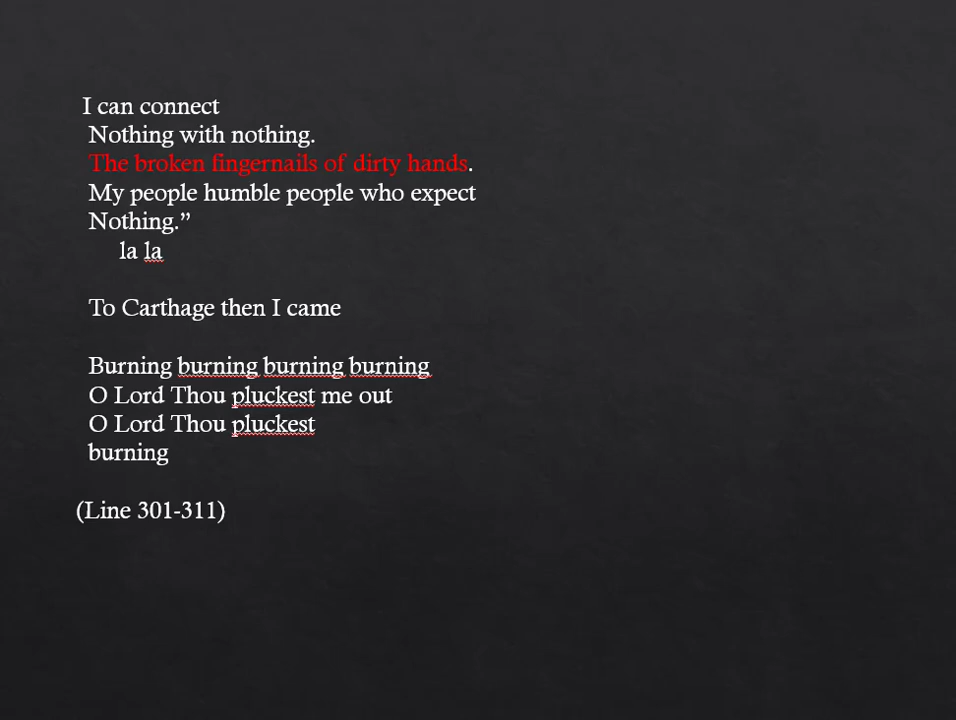 I can connect
Nothing with nothing.
The broken fingernails of dirty hands.
My people humble people who expect
Nothing.”
la la
To Carthage then I came
Burning burning burning burning
O Lord Thou pluckest me out
O Lord Thou pluckest
burning
(Line 301-311)